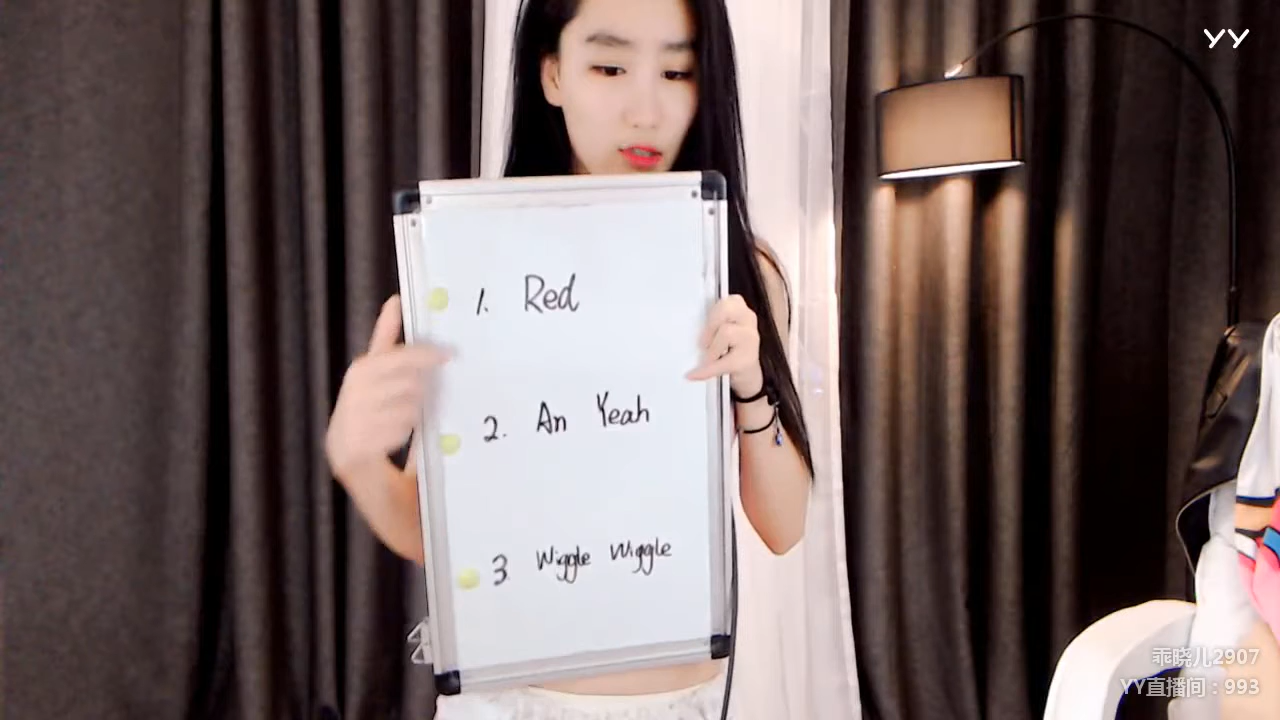 YY
1. Red
2. An Yeah
3. Wiggle Wiggle
乖晓儿2907
YY直播间：993